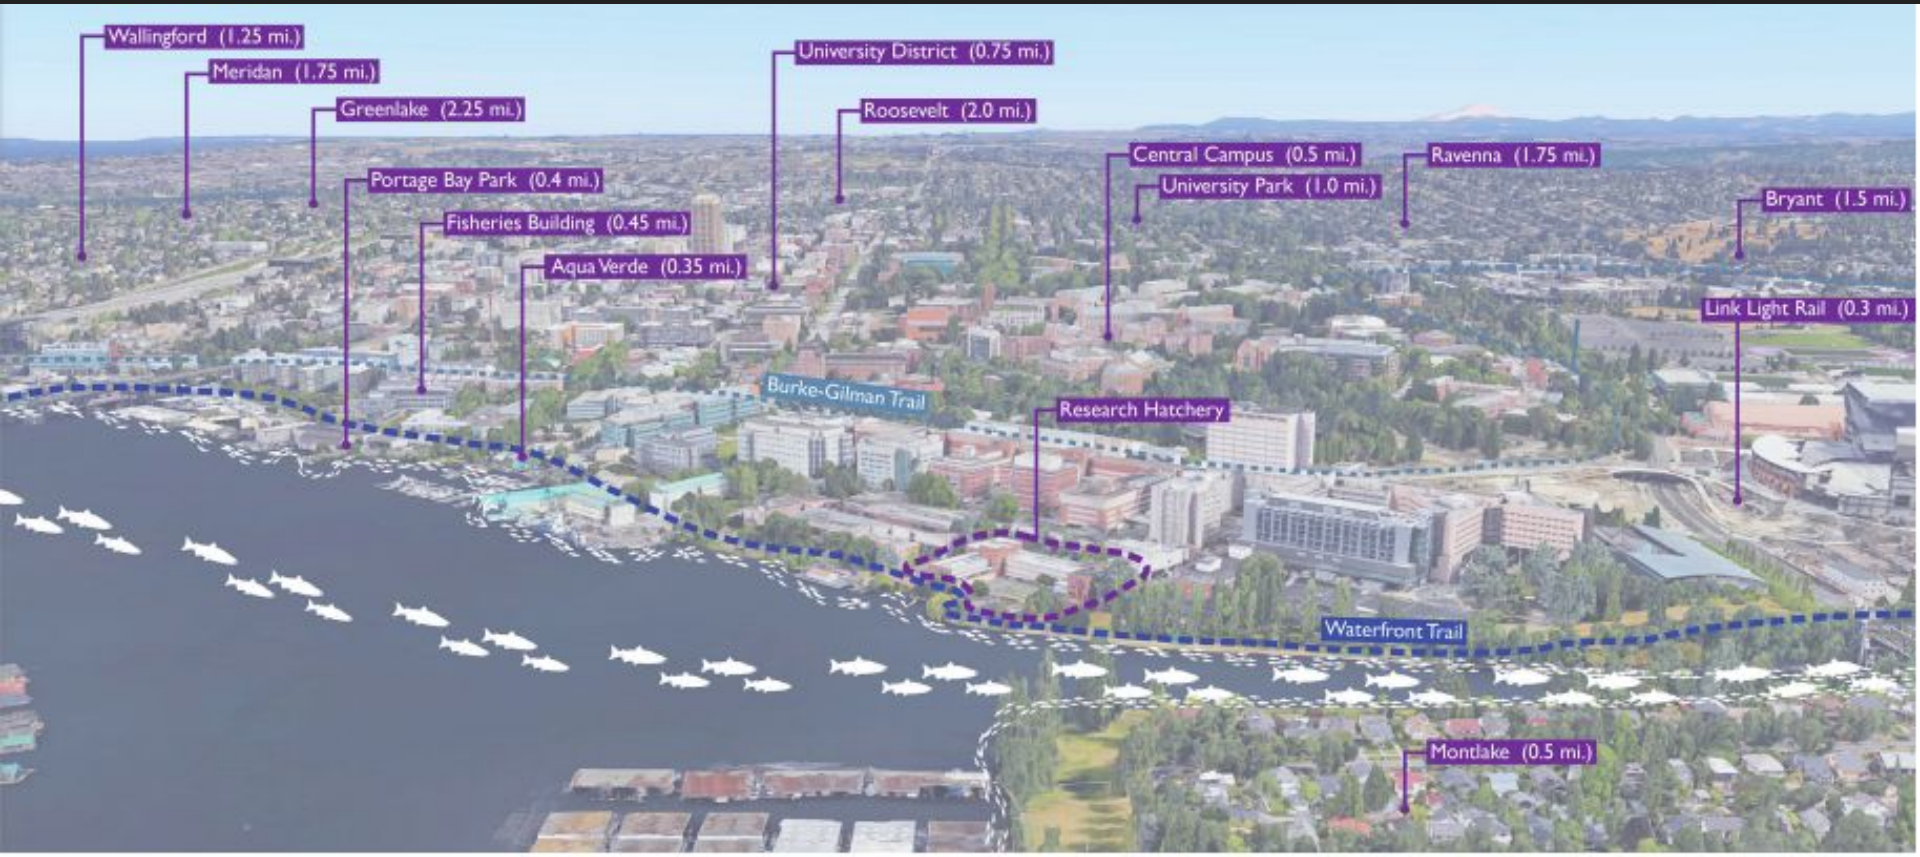 Wallingford (1.25 mi.)
Meridan (1.75 mi.)
Greenlake (2.25 mi.)
University District (0.75 mi.)
Roosevelt (2.0 mi.)
Portage Bay Park (0.4 mi.)
Fisheries Building (0.45 mi.)
Aqua Verde (0.35 mi.)
Central Campus (0.5 mi.)
University Park (1.0 mi.)
Ravenna (1.75 mi.)
Bryant (1.5 mi.)
Link Light Rail (0.3 mi.)
Burke-Gilman Trail
Research Hatchery
Waterfront Trail
Montlake (0.5 mi.)